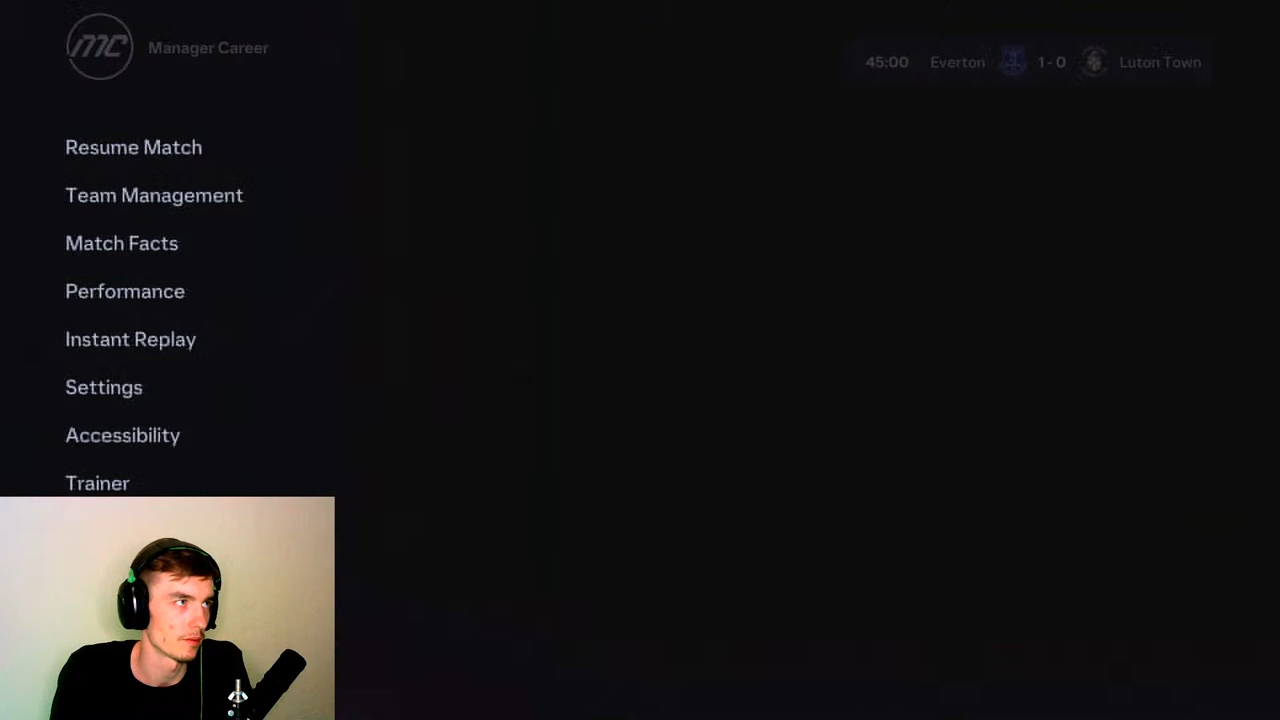 MC Manager Career
45:00 Everton 1-0 Luton Town
Resume Match
Team Management
Match Facts
Performance
Instant Replay
Settings
Accessibility
Trainer